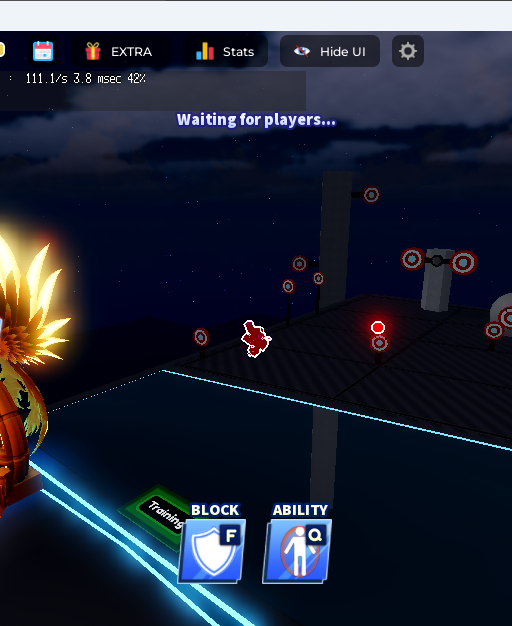 EXTRA Stats Hide UI
: 111.1/s 3.8 msec 42%
Waiting for players...
Training
BLOCK ABILITY
F Q